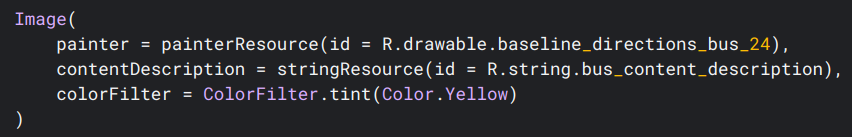 Image(
    painter = painterResource(id = R.drawable.baseline_directions_bus_24),
    contentDescription = stringResource(id = R.string.bus_content_description),
    colorFilter = ColorFilter.tint(Color.Yellow)
)